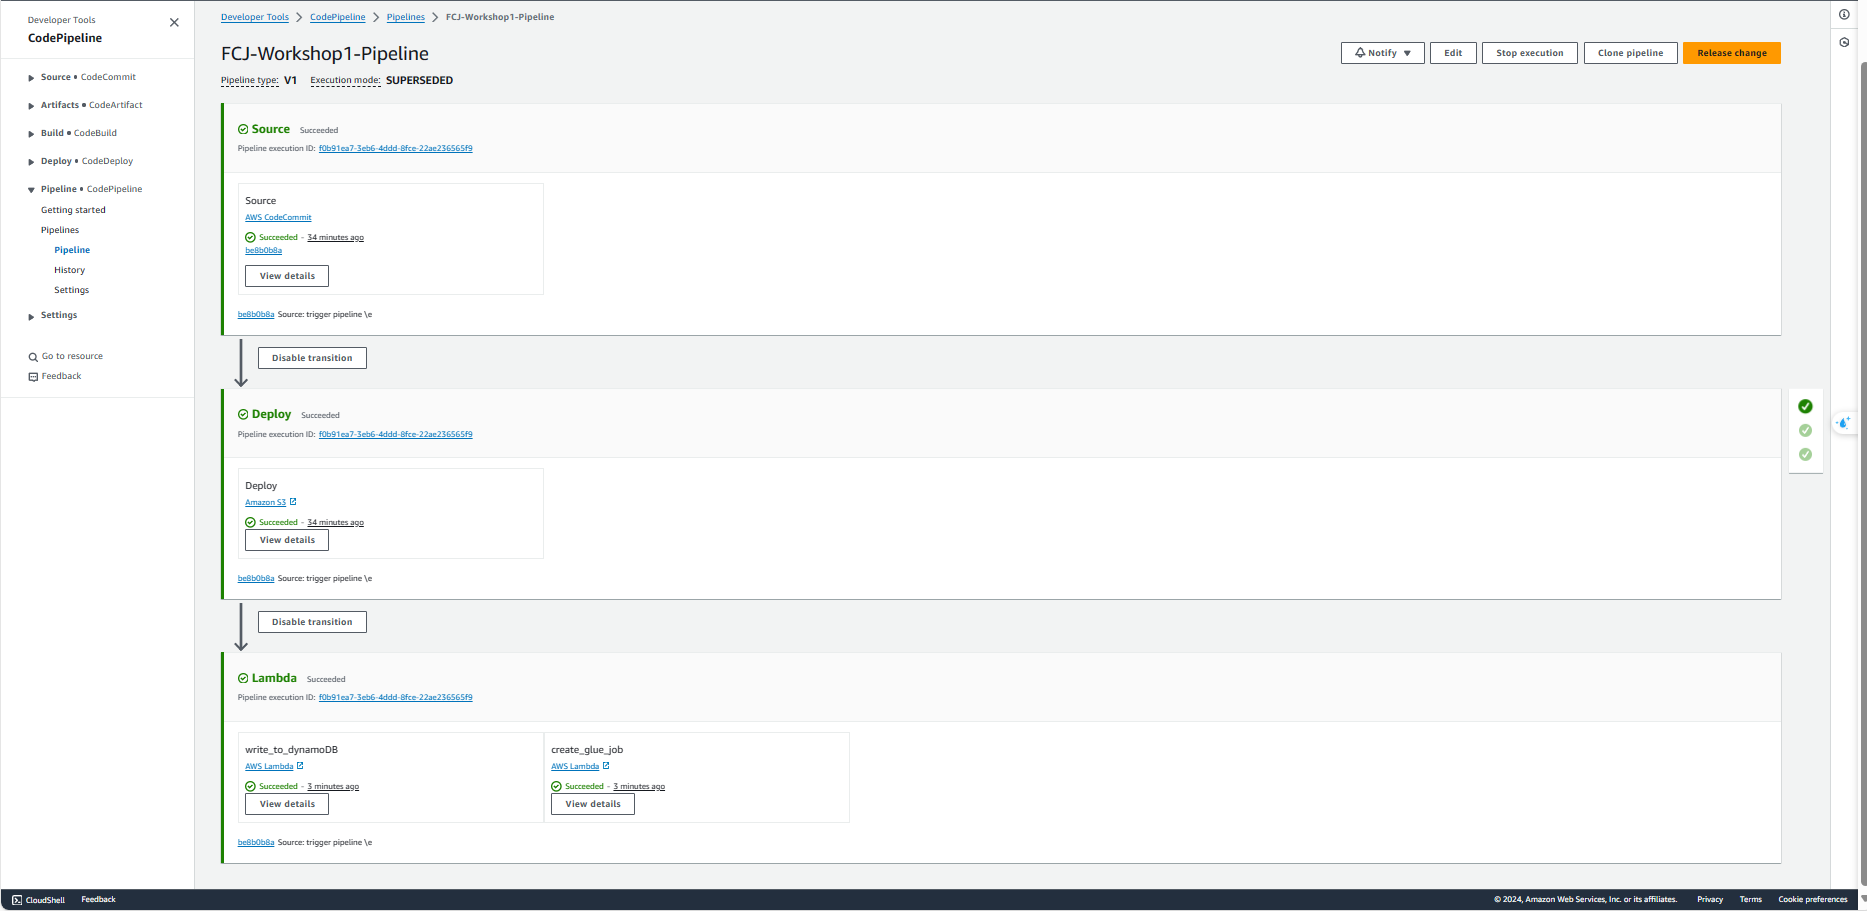 Developer Tools
CodePipeline
Source • CodeCommit
Artifacts • CodeArtifact
Build • CodeBuild
Deploy • CodeDeploy
Pipeline • CodePipeline
Getting started
Pipelines
Pipeline
History
Settings
Settings
Go to resource
Feedback
Developer Tools > CodePipeline > Pipelines > FCJ-Workshop1-Pipeline
FCJ-Workshop1-Pipeline
Notify
Edit
Stop execution
Clone pipeline
Release change
Pipeline type: V1 Execution mode: SUPERSEDED
Source Succeeded
Pipeline execution ID: f0b91ea7-3eb6-4ddd-8fce-22ae236565f9
Source
AWS CodeCommit
Succeeded - 34 minutes ago
be8b0b8a
View details
be8b0b8a Source: trigger pipeline \e
Disable transition
Deploy Succeeded
Pipeline execution ID: f0b91ea7-3eb6-4ddd-8fce-22ae236565f9
Deploy
Amazon S3
Succeeded - 34 minutes ago
View details
be8b0b8a Source: trigger pipeline \e
Disable transition
Lambda Succeeded
Pipeline execution ID: f0b91ea7-3eb6-4ddd-8fce-22ae236565f9
write_to_dynamoDB
AWS Lambda
Succeeded - 3 minutes ago
View details
create_glue_job
AWS Lambda
Succeeded - 3 minutes ago
View details
be8b0b8a Source: trigger pipeline \e
CloudShell
Feedback
© 2024, Amazon Web Services, Inc. or its affiliates.
Privacy
Terms
Cookie preferences